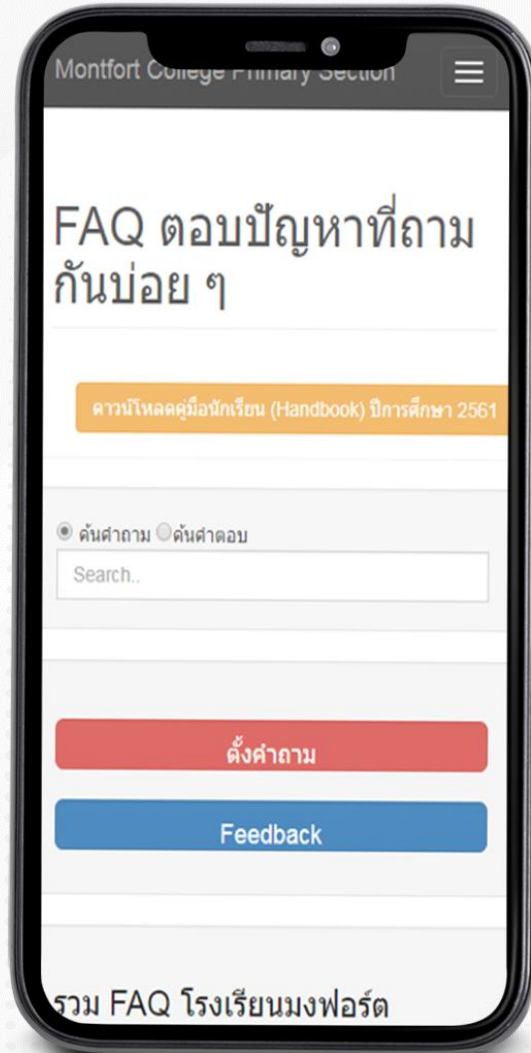 Montfort College Primary Section
FAQ ตอบปัญหาที่ถาม
กันบ่อย ๆ
ดาวน์โหลดคู่มือนักเรียน (Handbook) ปีการศึกษา 2561
ค้นคำถาม ค้นคำตอบ
Search..
ตั้งคำถาม
Feedback
รวม FAQ โรงเรียนมงฟอร์ต